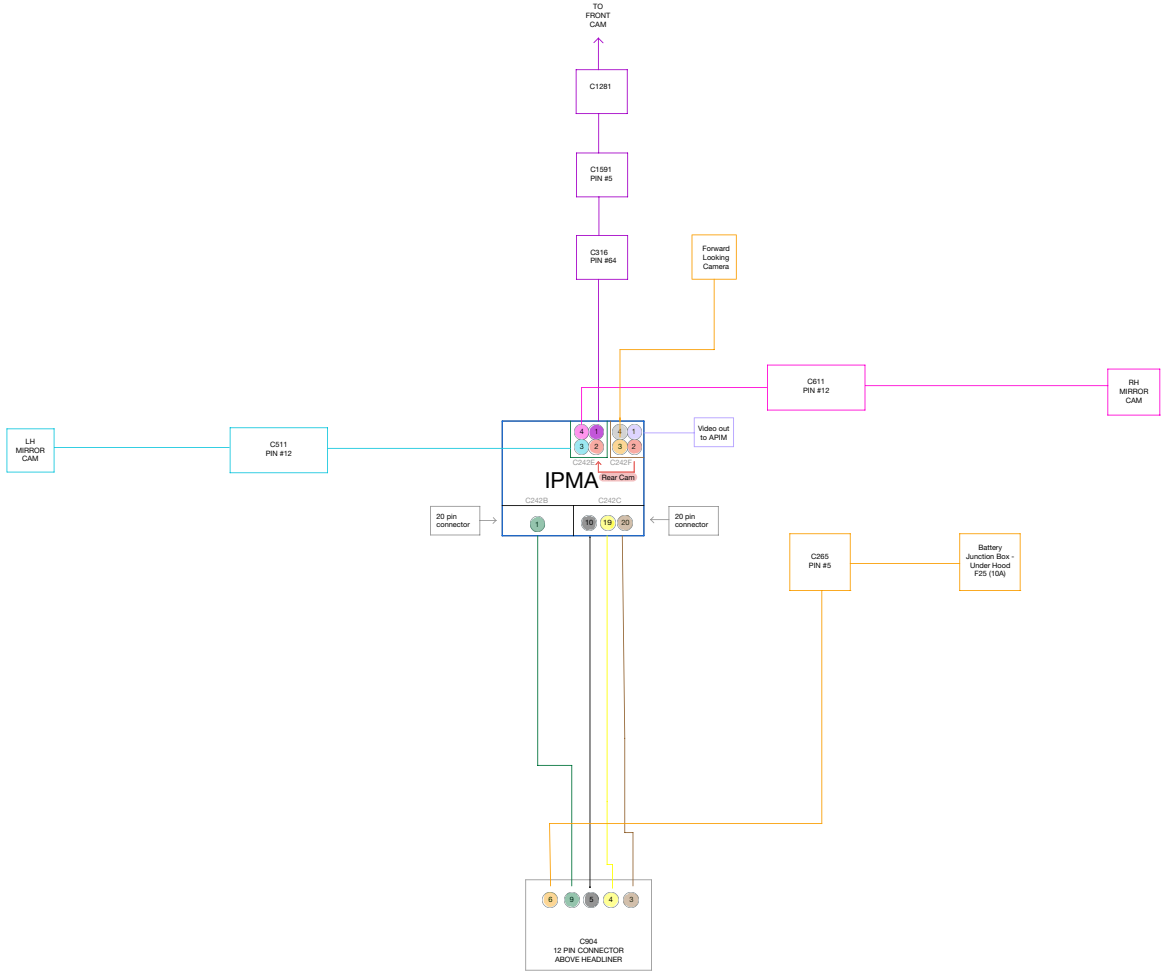 TO
FRONT
CAM
C1281
C1591
PIN #5
C316
PIN #64
Forward
Looking
Camera
C611
PIN #12
RH
MIRROR
CAM
LH
MIRROR
CAM
C511
PIN #12
4 1
3 2
4 1
3 2
Video out
to APIM
C242E
C242F
IPMA
Rear Cam
C242B
C242C
20 pin
connector
1
10 19 20
20 pin
connector
C265
PIN #5
Battery
Junction Box -
Under Hood
F25 (10A)
6 9 5 4 3
C904
12 PIN CONNECTOR
ABOVE HEADLINER